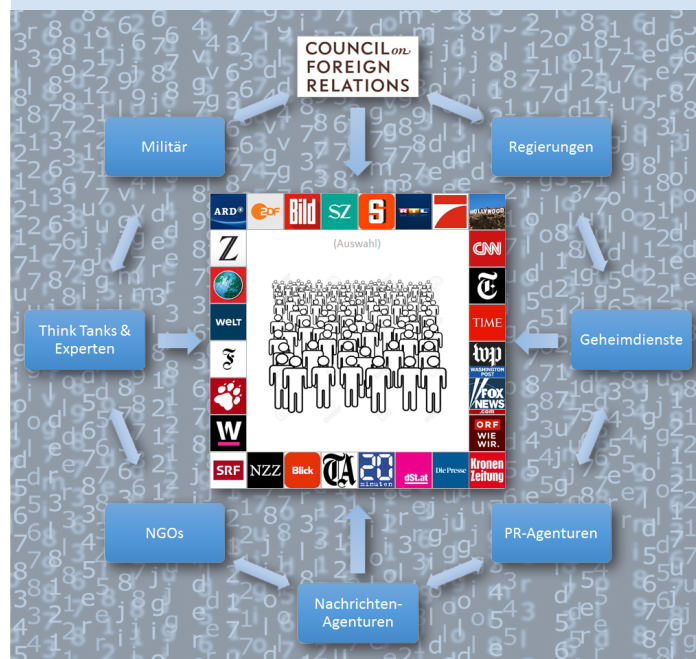 COUNCIL on
FOREIGN
RELATIONS
Militär
Regierungen
ARD
ZDF
Bild
SZ
S
RTL
HOLLYWOOD
Z
(Auswahl)
CNN
TIME
welt
Think Tanks &
Experten
Geheimdienste
wp
WASHINGTON
POST
F
FOX
NEWS
.com
W
ORF
WIE
WIR.
SRF
NZZ
Blick
TA
20
minuten
dSt.at
Die Presse
Kronen
Zeitung
NGOs
PR-Agenturen
Nachrichten-
Agenturen